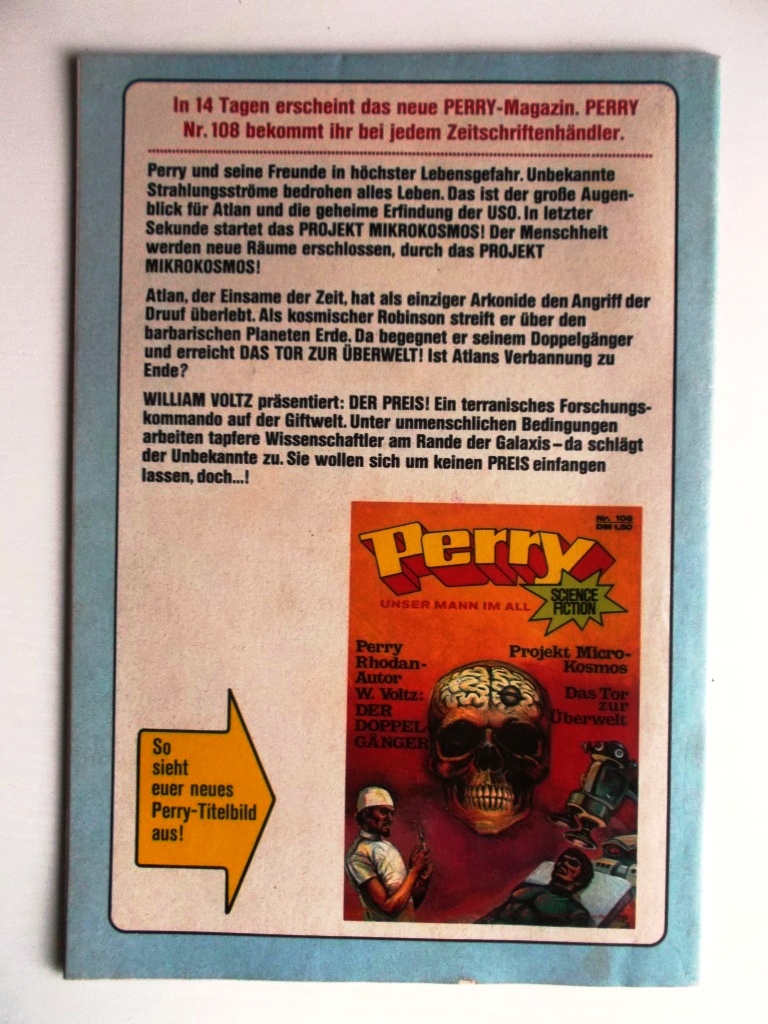 In 14 Tagen erscheint das neue PERRY-Magazin. PERRY
Nr. 108 bekommt ihr bei jedem Zeitschriftenhändler.
Perry und seine Freunde in höchster Lebensgefahr. Unbekannte
Strahlungsströme bedrohen alles Leben. Das ist der große Augen-
blick für Atlan und die geheime Erfindung der USO. In letzter
Sekunde startet das PROJEKT MIKROKOSMOS! Der Menschheit
werden neue Räume erschlossen, durch das PROJEKT
MIKROKOSMOS!
Atlan, der Einsame der Zeit, hat als einziger Arkonide den Angriff der
Druuf überlebt. Als kosmischer Robinson streift er über den
barbarischen Planeten Erde. Da begegnet er seinem Doppelgänger
und erreicht DAS TOR ZUR ÜBERWELT! Ist Atlans Verbannung zu
Ende?
WILLIAM VOLTZ präsentiert: DER PREIS! Ein terranisches Forschungs-
kommando auf der Giftwelt. Unter unmenschlichen Bedingungen
arbeiten tapfere Wissenschaftler am Rande der Galaxis – da schlägt
der Unbekannte zu. Sie wollen sich um keinen PREIS einfangen
lassen, doch...!
Nr. 108
DM 1,80
Perry
UNSER MANN IM ALL
SCIENCE
FICTION
Perry
Rhodan-
Autor
W. Voltz:
DER
DOPPEL-
GÄNGER
Projekt Micro-
Kosmos
Das Tor
zur
Überwelt
So
sieht
euer neues
Perry-Titelbild
aus!